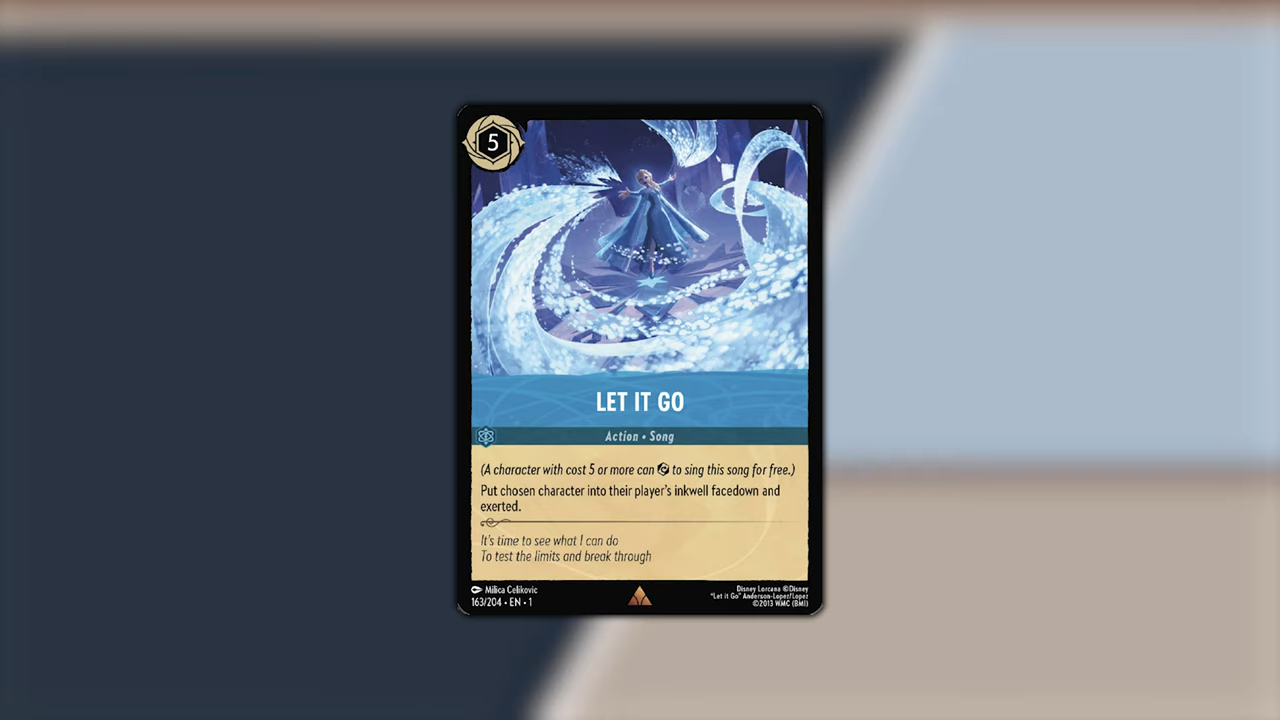 5
LET IT GO
Action • Song
(A character with cost 5 or more can to sing this song for free.)
Put chosen character into their player's inkwell facedown and
exerted.
It's time to see what I can do
To test the limits and break through
Milica Celikovic
163/204 • EN • 1
Disney Lorcana ©Disney
"Let it Go" Anderson-Lopez/Lopez
©2013 WMC (BMI)